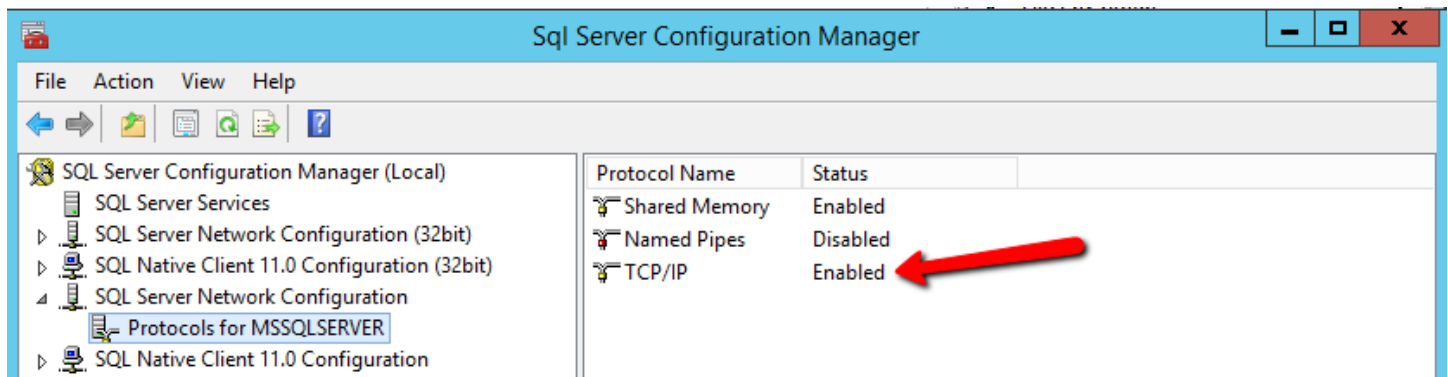 Sql Server Configuration Manager
File Action View Help
SQL Server Configuration Manager (Local)
SQL Server Services
SQL Server Network Configuration (32bit)
SQL Native Client 11.0 Configuration (32bit)
SQL Server Network Configuration
Protocols for MSSQLSERVER
SQL Native Client 11.0 Configuration
Protocol Name Status
Shared Memory Enabled
Named Pipes Disabled
TCP/IP Enabled